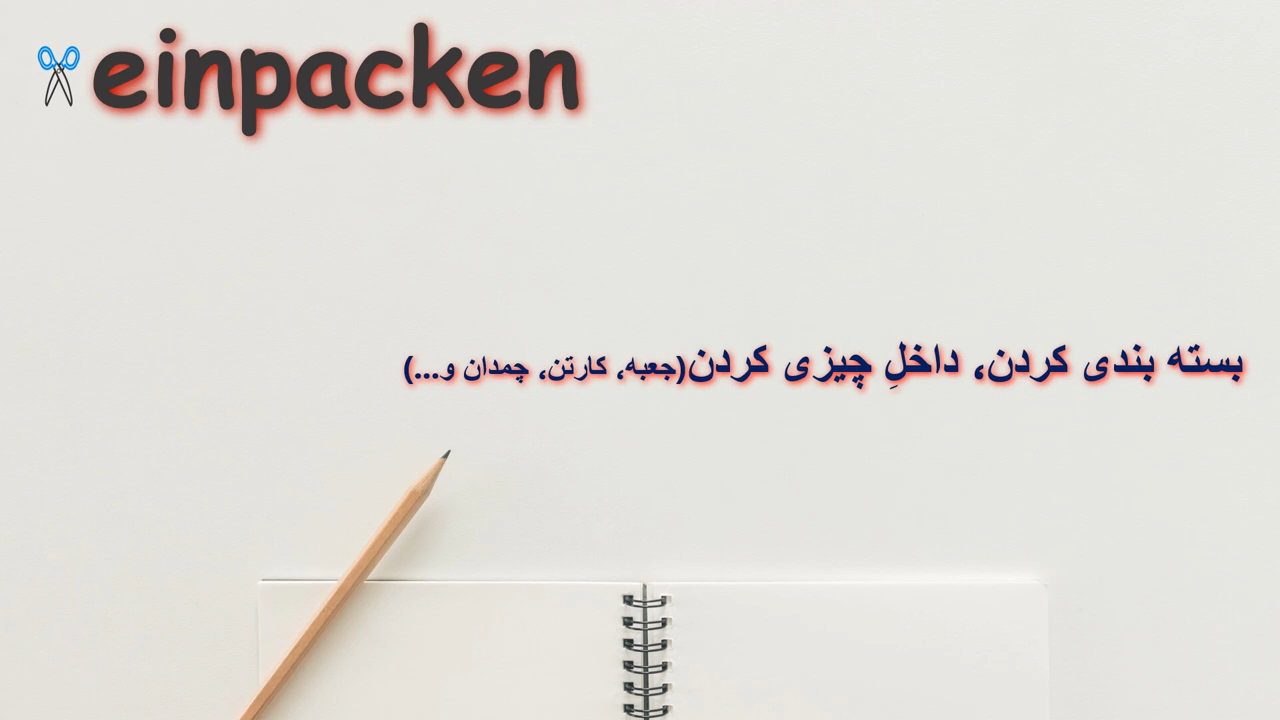 einpacken
بسته بندی کردن، داخلِ چیزی کردن(جعبه، کارتن، چمدان و...)